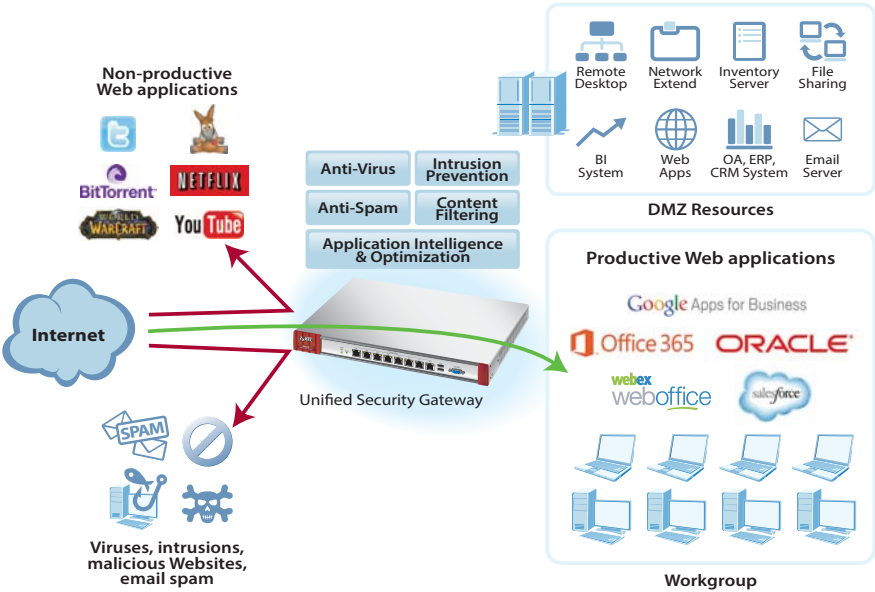 Non-productive
Web applications
BitTorrent
NETFLIX
WORLD
WARCRAFT
You Tube
Internet
SPAM
Viruses, intrusions,
malicious Websites,
email spam
Anti-Virus
Intrusion
Prevention
Anti-Spam
Content
Filtering
Application Intelligence
& Optimization
Unified Security Gateway
Remote
Desktop
Network
Extend
Inventory
Server
File
Sharing
BI
System
Web
Apps
OA, ERP,
CRM System
Email
Server
DMZ Resources
Productive Web applications
Google Apps for Business
Office 365
ORACLE®
webex
weboffice
salesforce
Workgroup